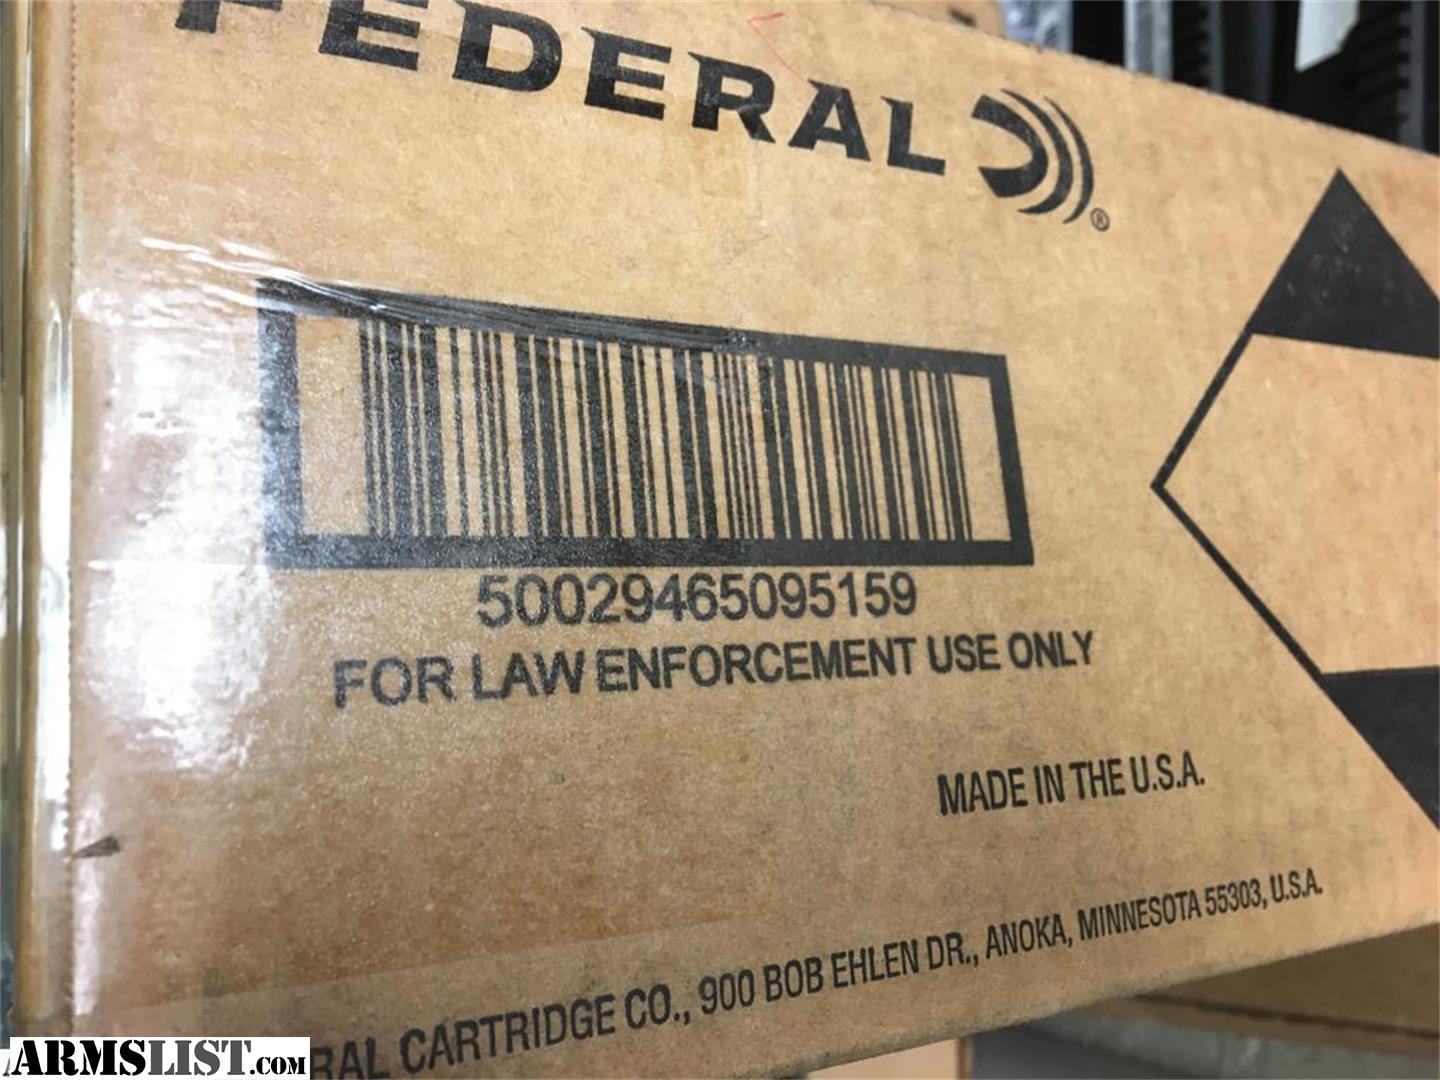 FEDERAL ®
50029465095159
FOR LAW ENFORCEMENT USE ONLY
MADE IN THE U.S.A.
RAL CARTRIDGE CO., 900 BOB EHLEN DR., ANOKA, MINNESOTA 55303, U.S.A.
ARMSLIST.COM